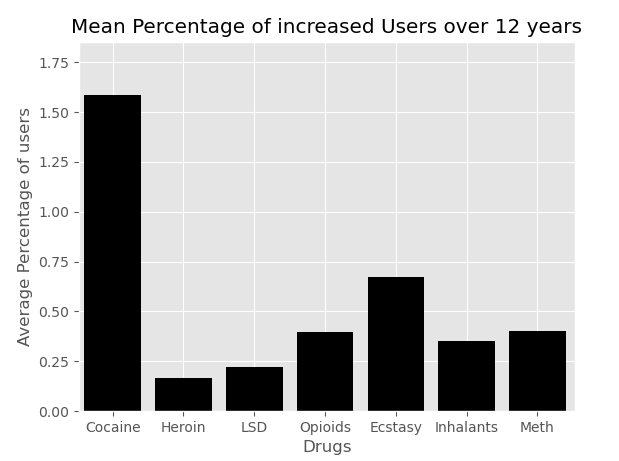 Mean Percentage of increased Users over 12 years
Average Percentage of users
1.75
1.50
1.25
1.00
0.75
0.50
0.25
0.00
Cocaine Heroin LSD Opioids Ecstasy Inhalants Meth
Drugs